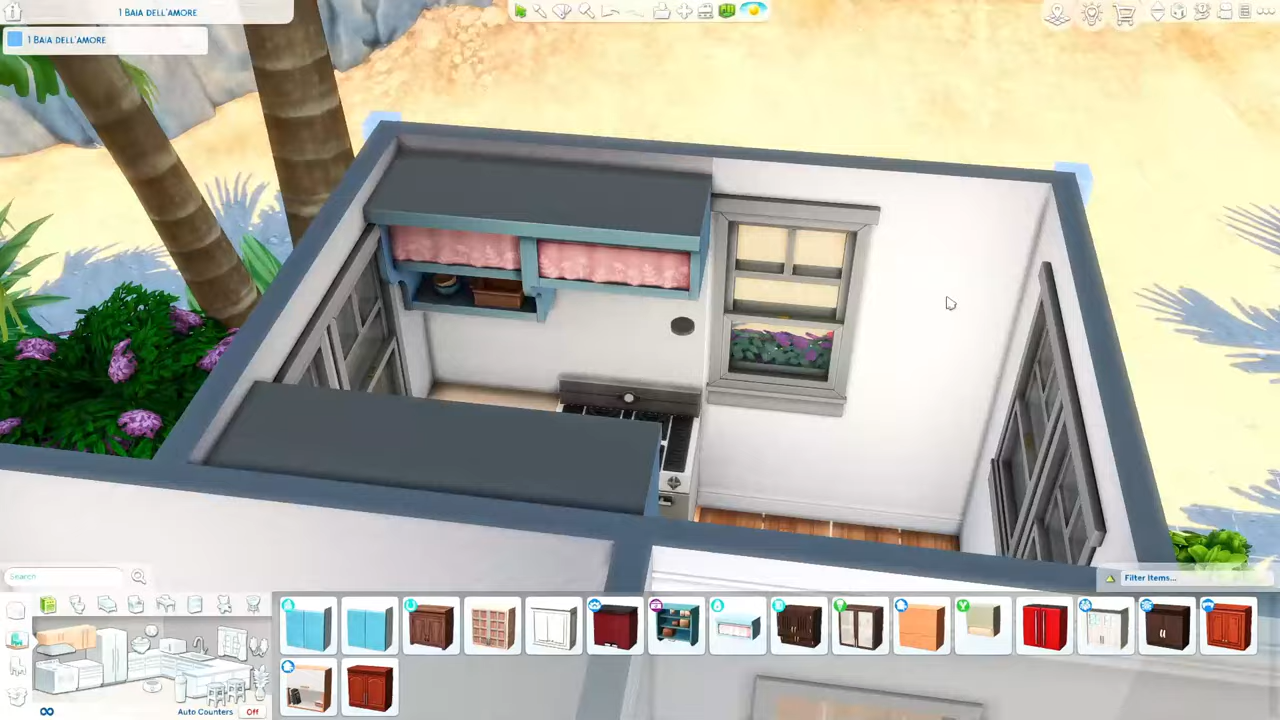 1 BAIA DELL'AMORE
1 BAIA DELL'AMORE
Search
Filter Items...
Auto Counters Off